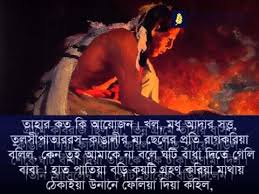 তাহার কত কি আয়োজন। খল, মধু আদার সত্ত্ব,
তুলসীপাতাররস–কাঙালীর মা ছেলের প্রতি রাগকরিয়া
বলিল, কেন তুই আমাকে না বলে ঘটি বাঁধা দিতে গেলি
বাবা ! হাত পাতিয়া বড়ি কয়টি গ্রহণ করিয়া মাথায়
ঠেকাইয়া উনানে ফেলিয়া দিয়া কহিল,